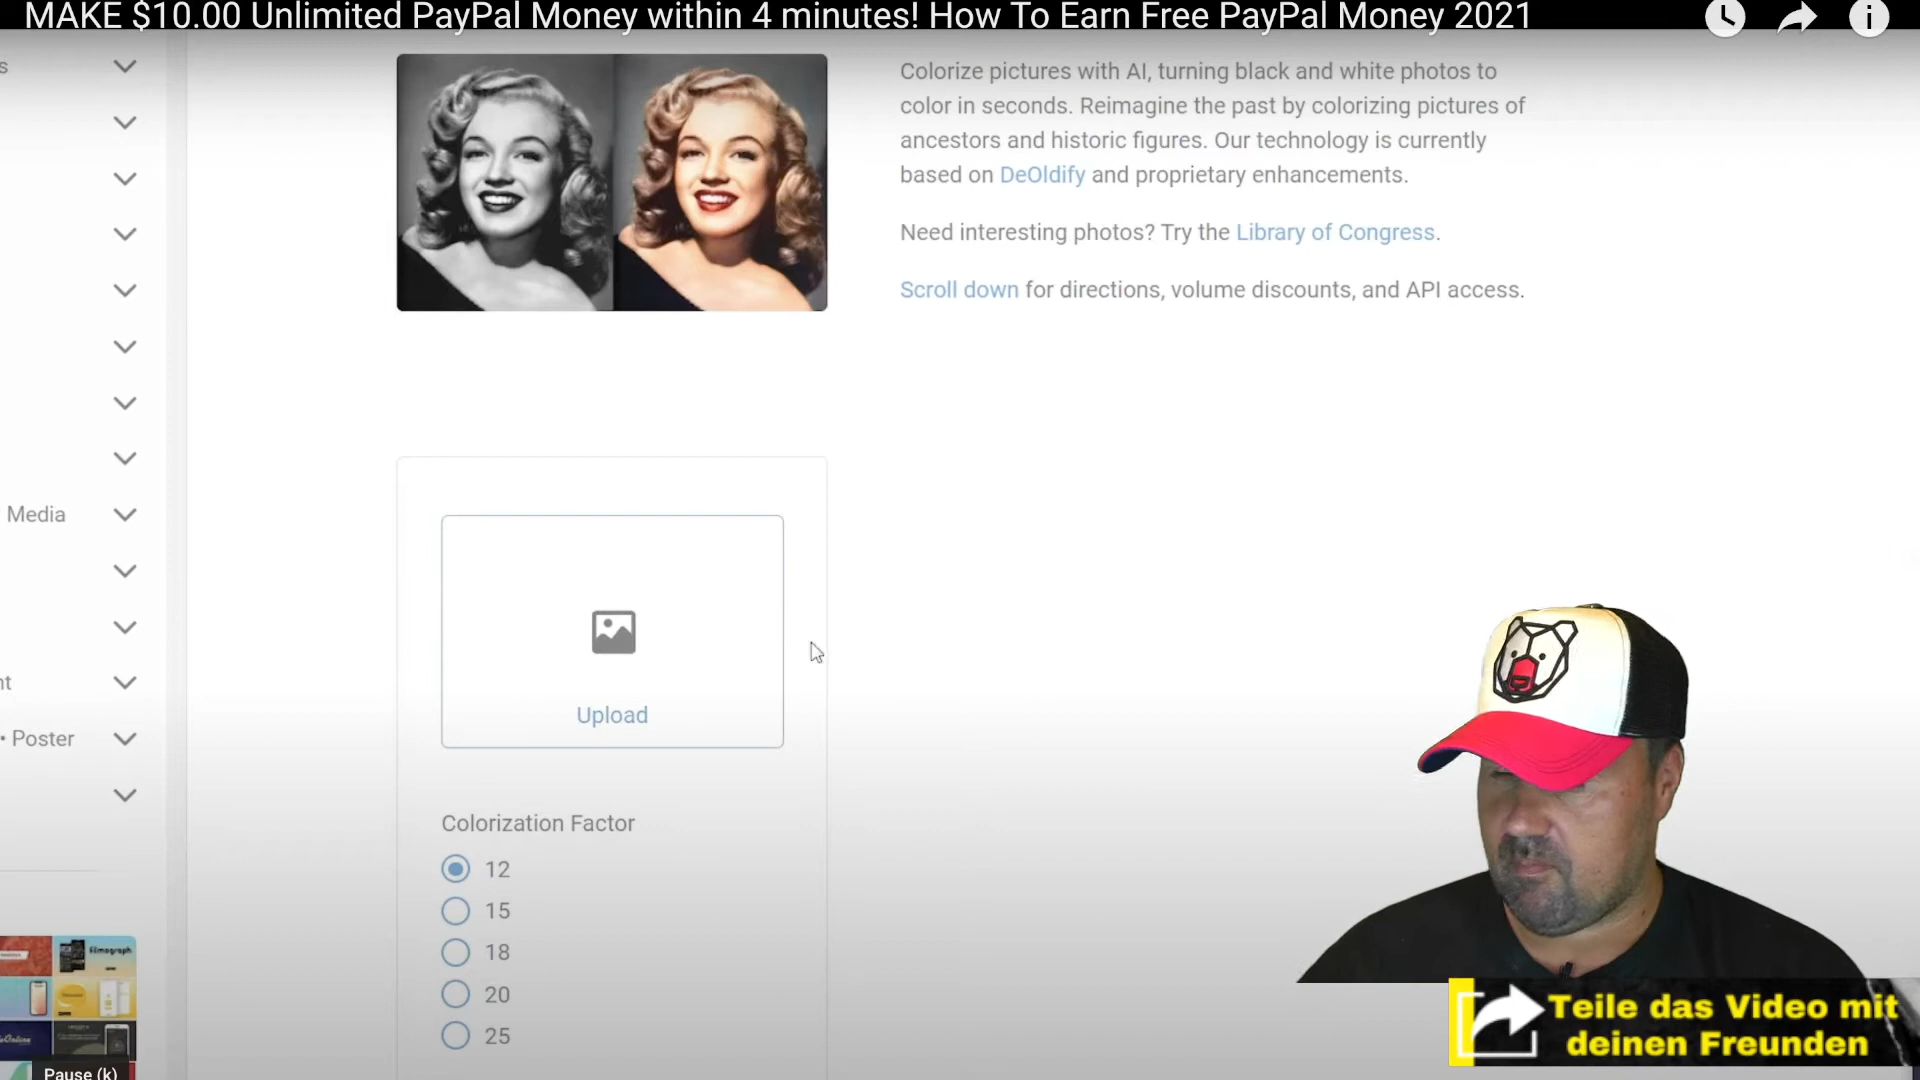 MAKE $10.00 Unlimited PayPal Money within 4 minutes! How To Earn Free PayPal Money 2021
s
Colorize pictures with AI, turning black and white photos to
color in seconds. Reimagine the past by colorizing pictures of
ancestors and historic figures. Our technology is currently
based on DeOldify and proprietary enhancements.
Need interesting photos? Try the Library of Congress.
Scroll down for directions, volume discounts, and API access.
Media
nt
• Poster
Upload
Colorization Factor
12
15
18
20
25
filmograph
Teile das Video mit
deinen Freunden
Pause (k)